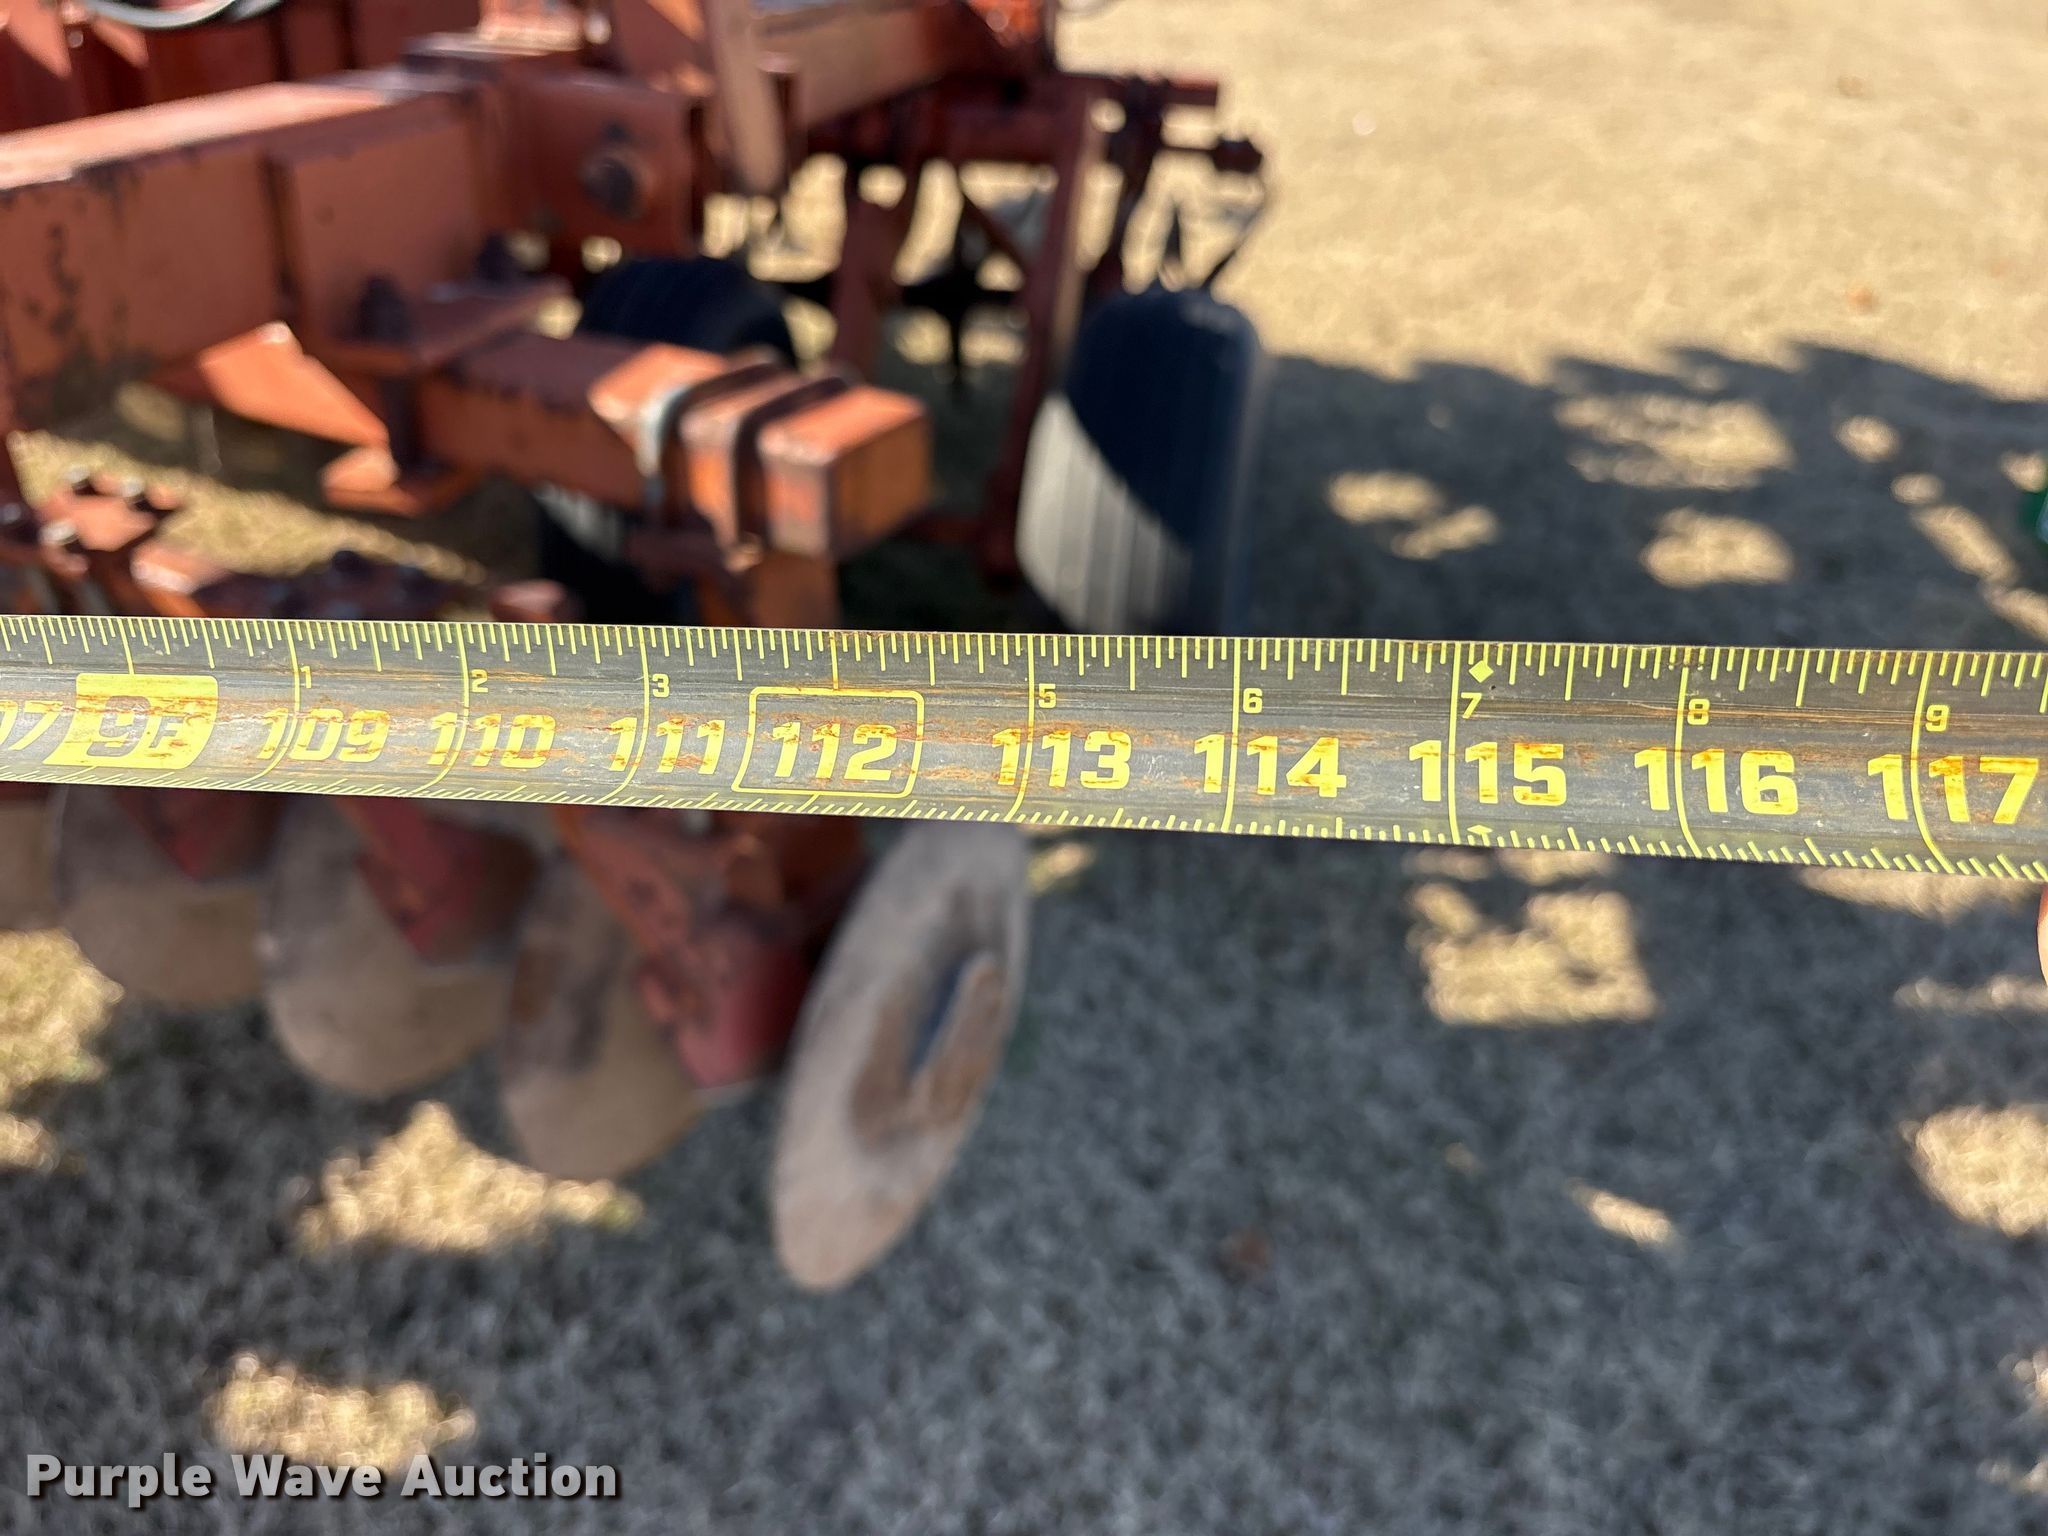 1 2 3 5 6 7 8 9
9F 109 110 111 112 113 114 115 116 117
Purple Wave Auction